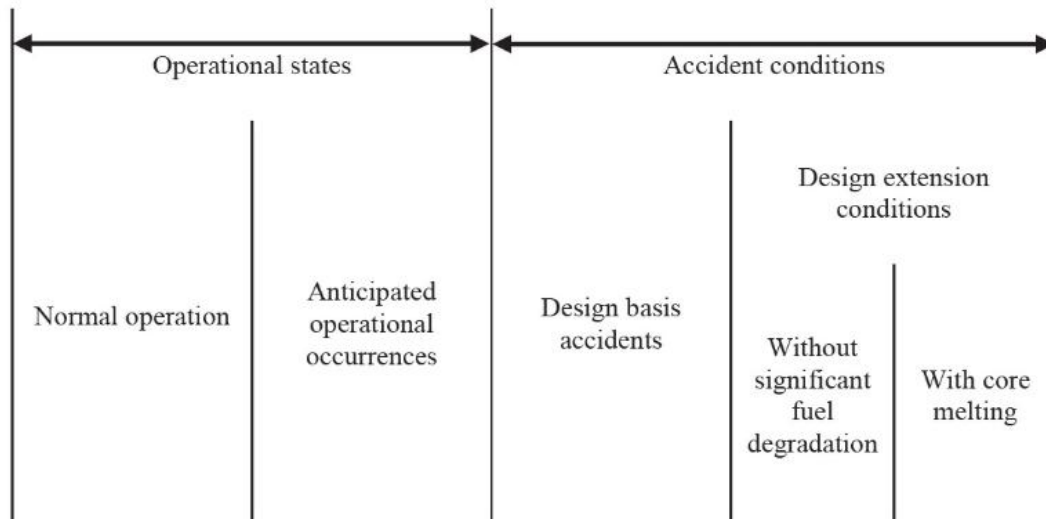 Operational states
Accident conditions
Design extension
conditions
Normal operation
Anticipated
operational
occurrences
Design basis
accidents
Without
significant
fuel
degradation
With core
melting